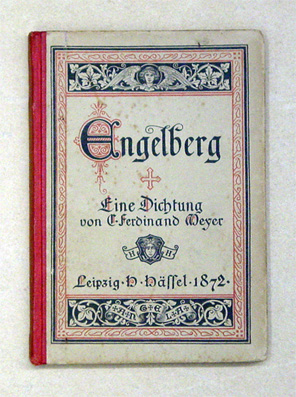 Engelberg
Eine Dichtung
von C. Ferdinand Meyer
H H
Leipzig · H · Hässel · 1872 ·
A N G E L A